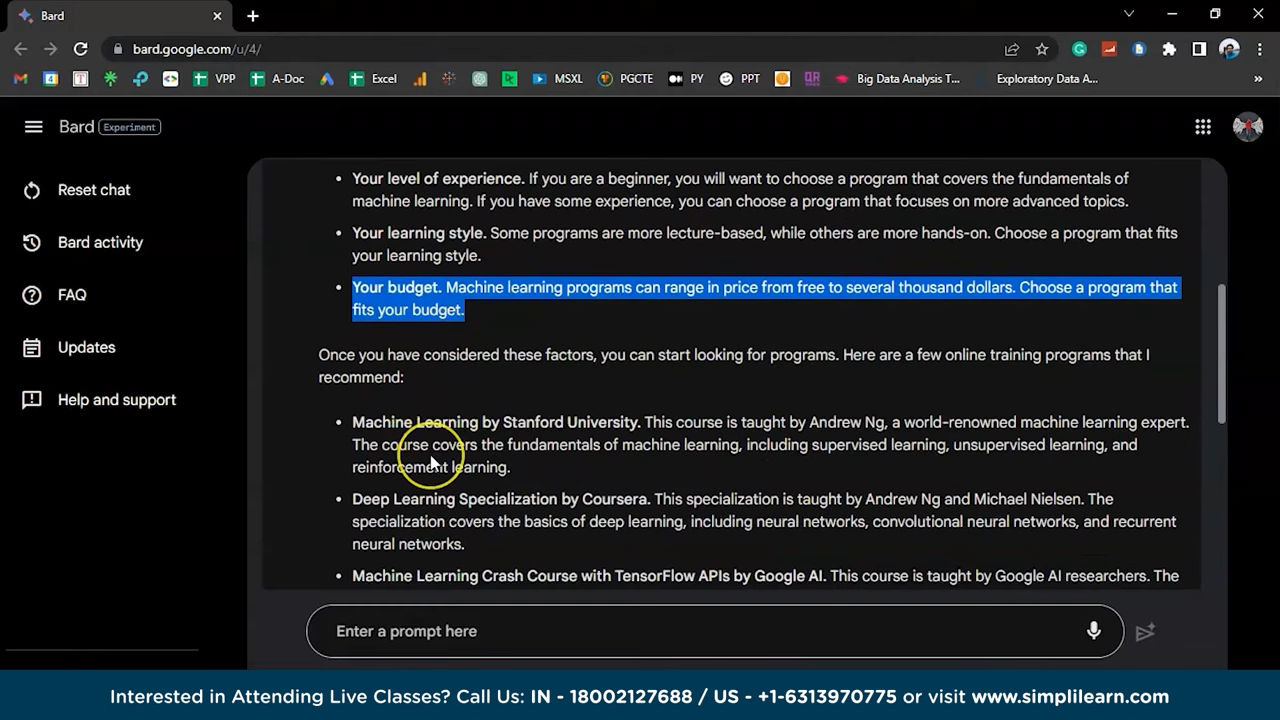 Bard
bard.google.com/u/4/
VPP
A-Doc
Excel
MSXL
PGCTE
PY
PPT
Big Data Analysis T...
Exploratory Data A...
Bard Experiment
Reset chat
Bard activity
FAQ
Updates
Help and support
• Your level of experience. If you are a beginner, you will want to choose a program that covers the fundamentals of
machine learning. If you have some experience, you can choose a program that focuses on more advanced topics.
• Your learning style. Some programs are more lecture-based, while others are more hands-on. Choose a program that fits
your learning style.
• Your budget. Machine learning programs can range in price from free to several thousand dollars. Choose a program that
fits your budget.
Once you have considered these factors, you can start looking for programs. Here are a few online training programs that I
recommend:
• Machine Learning by Stanford University. This course is taught by Andrew Ng, a world-renowned machine learning expert.
The course covers the fundamentals of machine learning, including supervised learning, unsupervised learning, and
reinforcement learning.
• Deep Learning Specialization by Coursera. This specialization is taught by Andrew Ng and Michael Nielsen. The
specialization covers the basics of deep learning, including neural networks, convolutional neural networks, and recurrent
neural networks.
• Machine Learning Crash Course with TensorFlow APIs by Google AI. This course is taught by Google AI researchers. The
Enter a prompt here
Interested in Attending Live Classes? Call Us: IN - 18002127688 / US - +1-6313970775 or visit www.simplilearn.com